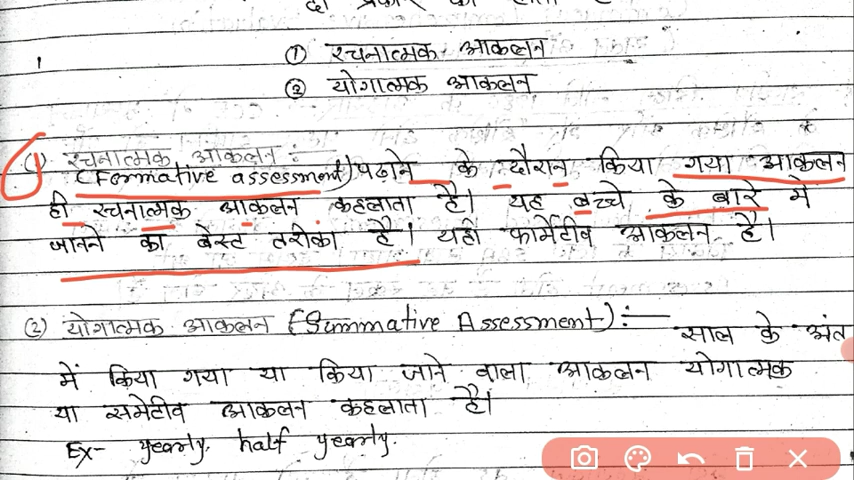 दो प्रकार का होता है
① रचनात्मक आकलन
② योगात्मक आकलन
(1) रचनात्मक आकलन :-
(Formative assessment) पढाने के दौरान किया गया आकलन
ही रचनात्मक आकलन कहलाता है। यह बच्चे के बारे में
जानने का बेस्ट तरीका है। यही फार्मेटीव आकलन है।
(2) योगात्मक आकलन (Summative Assessment) :— साल के अंत
में किया गया या किया जाने वाला आकलन योगात्मक
या समेटीव आकलन कहलाता है।
Ex- yearly, half yearly.